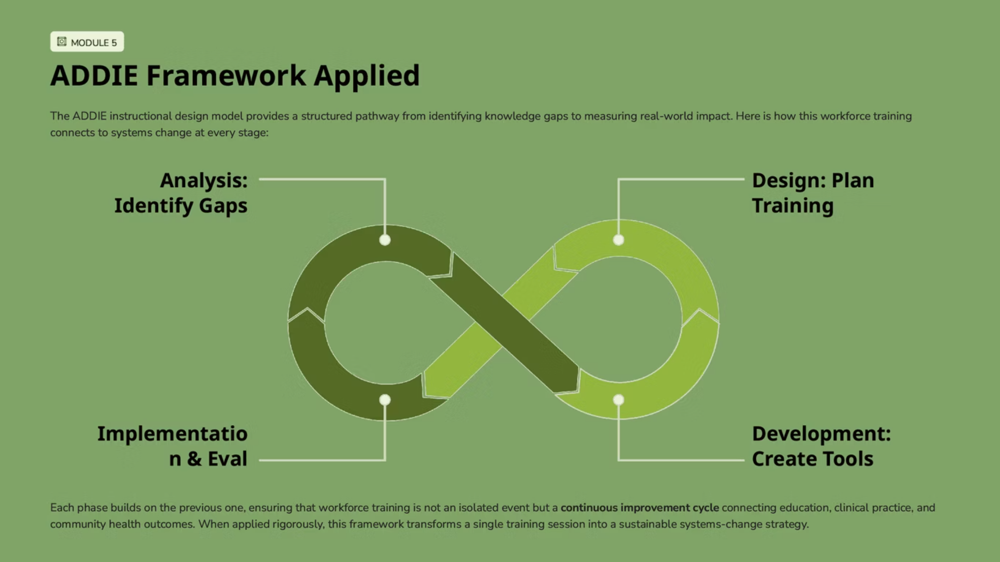 MODULE 5
ADDIE Framework Applied
The ADDIE instructional design model provides a structured pathway from identifying knowledge gaps to measuring real-world impact. Here is how this workforce training
connects to systems change at every stage:
Analysis:
Identify Gaps
Design: Plan
Training
Implementatio
n & Eval
Development:
Create Tools
Each phase builds on the previous one, ensuring that workforce training is not an isolated event but a continuous improvement cycle connecting education, clinical practice, and
community health outcomes. When applied rigorously, this framework transforms a single training session into a sustainable systems-change strategy.